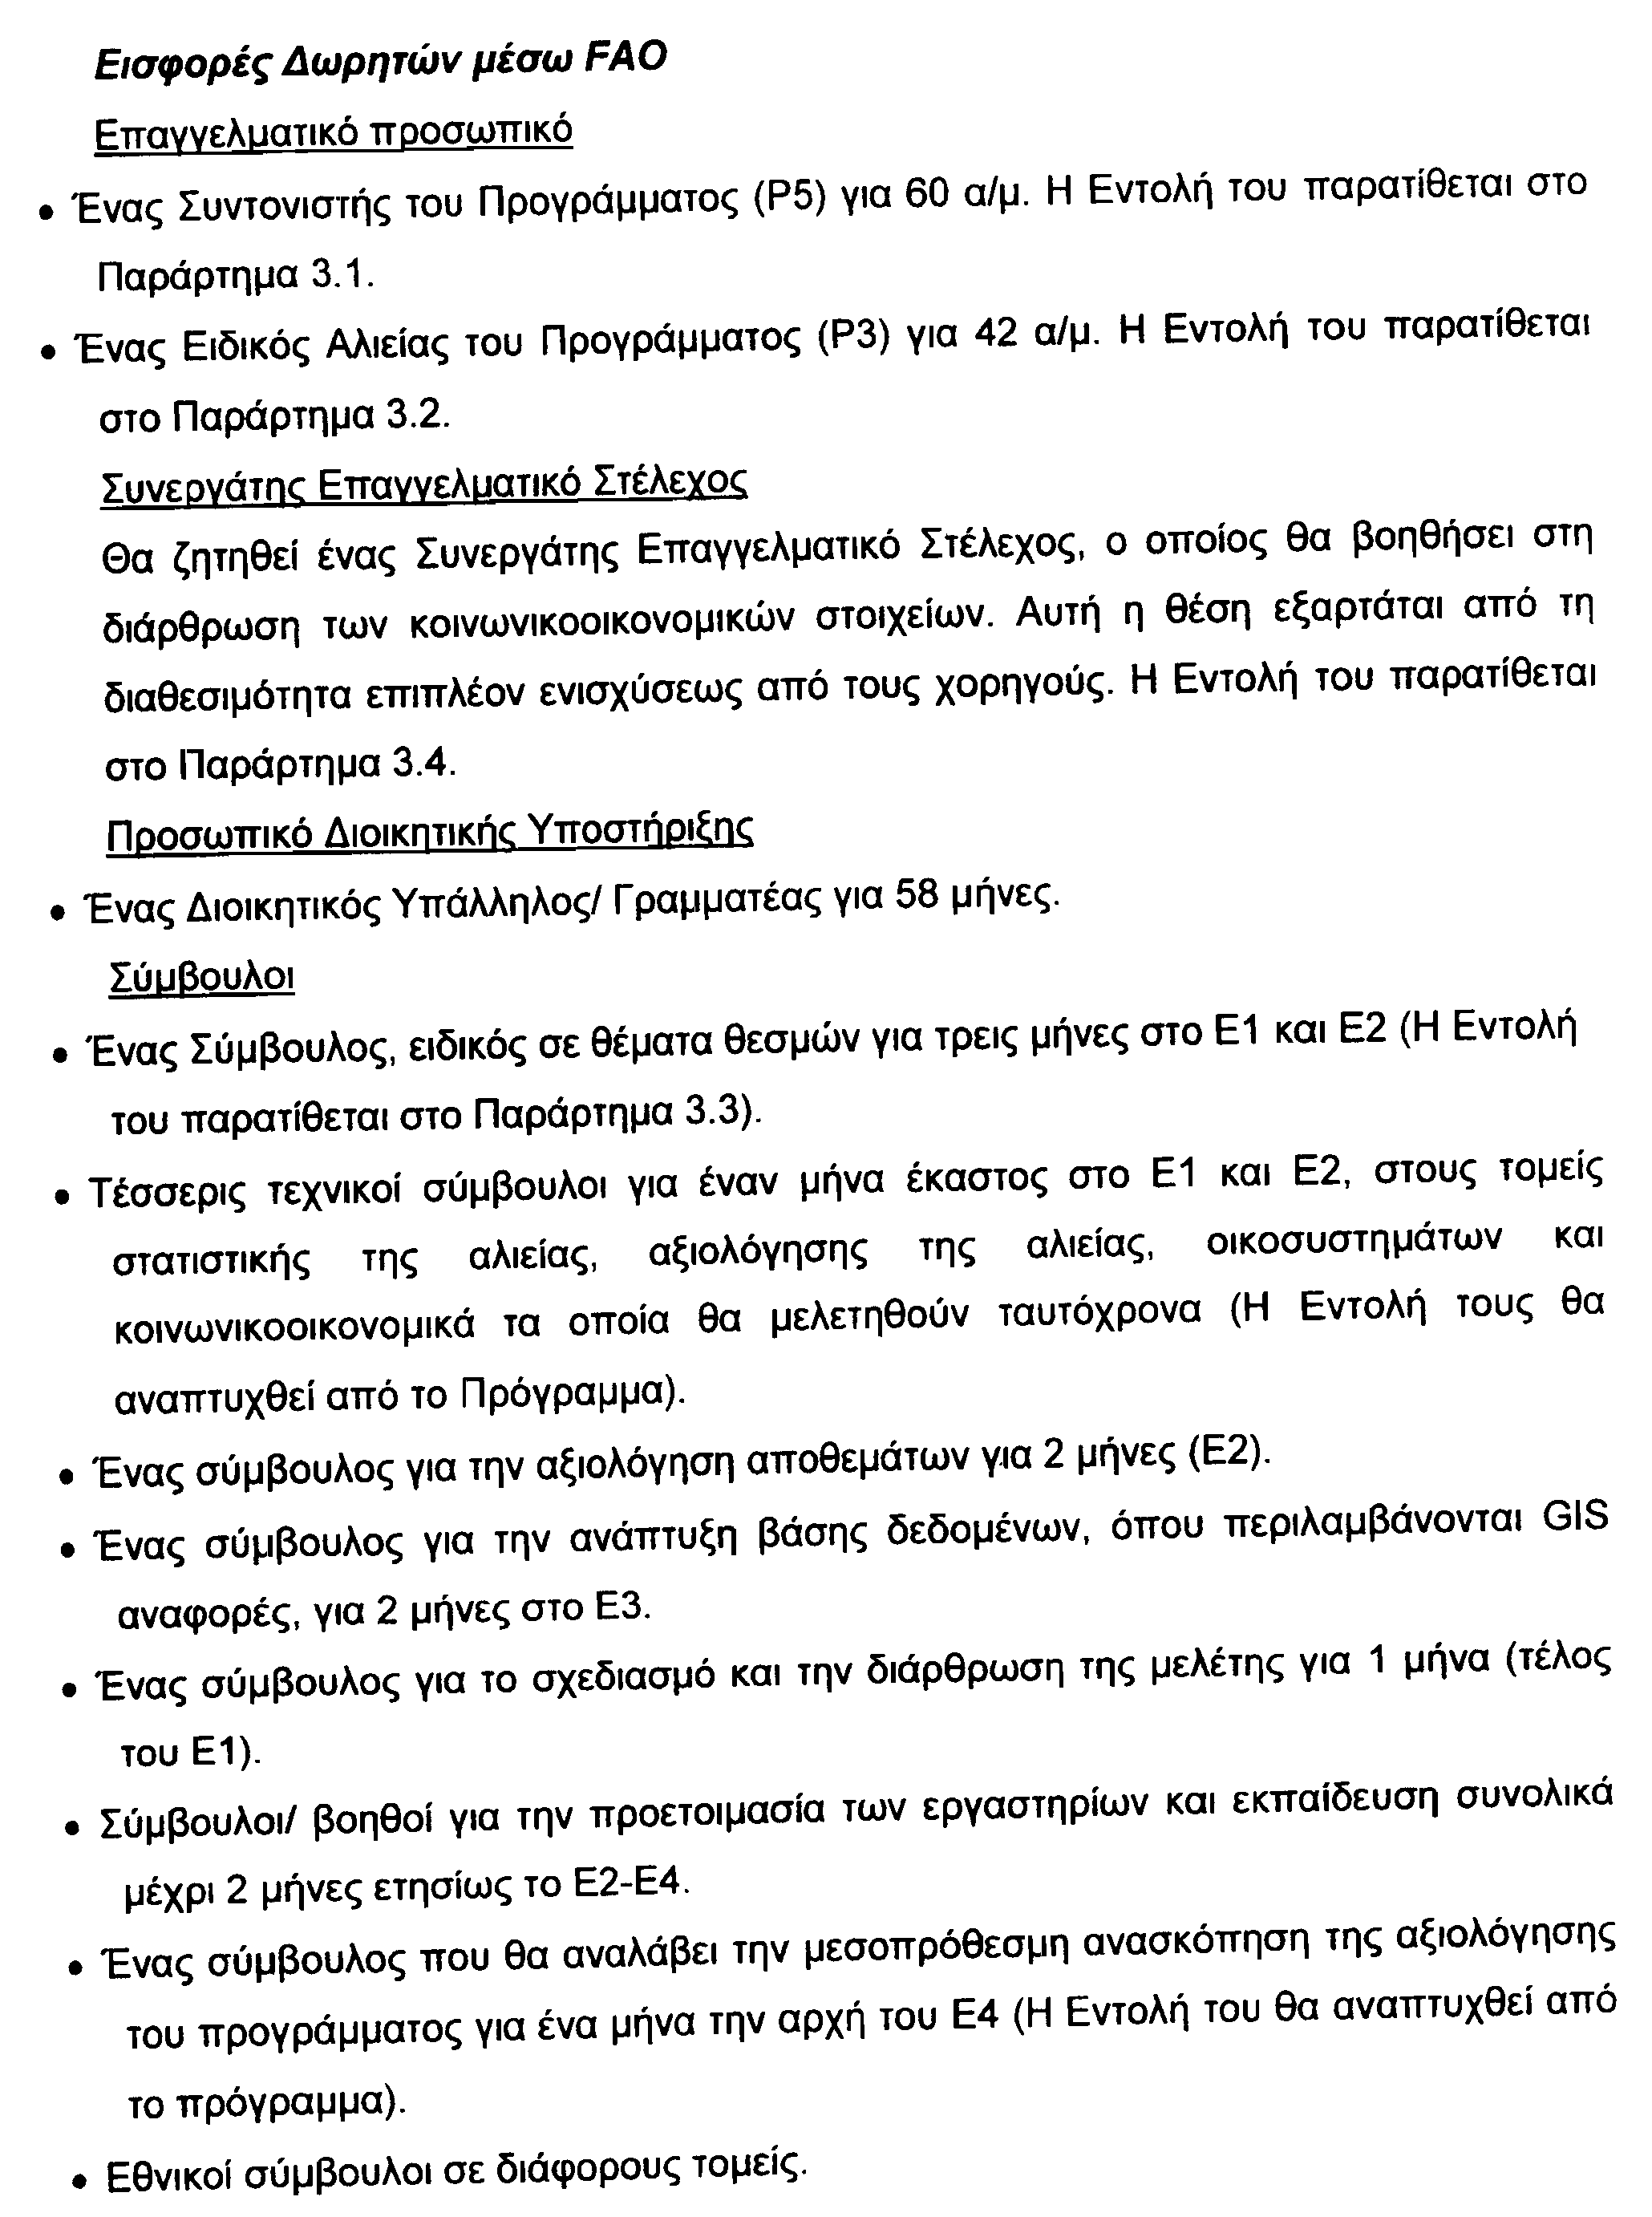 Εισφορές Δωρητών μέσω FAO
Επαγγελματικό προσωπικό
• Ένας Συντονιστής του Προγράμματος (P5) για 60 α/μ. Η Εντολή του παρατίθεται στο
Παράρτημα 3.1.
• Ένας Ειδικός Αλιείας του Προγράμματος (P3) για 42 α/μ. Η Εντολή του παρατίθεται
στο Παράρτημα 3.2.
Συνεργάτης Επαγγελματικό Στέλεχος
Θα ζητηθεί ένας Συνεργάτης Επαγγελματικό Στέλεχος, ο οποίος θα βοηθήσει στη
διάρθρωση των κοινωνικοοικονομικών στοιχείων. Αυτή η θέση εξαρτάται από τη
διαθεσιμότητα επιπλέον ενισχύσεως από τους χορηγούς. Η Εντολή του παρατίθεται
στο Παράρτημα 3.4.
Προσωπικό Διοικητικής Υποστήριξης
• Ένας Διοικητικός Υπάλληλος/ Γραμματέας για 58 μήνες.
Σύμβουλοι
• Ένας Σύμβουλος, ειδικός σε θέματα θεσμών για τρεις μήνες στο Ε1 και Ε2 (Η Εντολή
του παρατίθεται στο Παράρτημα 3.3).
• Τέσσερις τεχνικοί σύμβουλοι για έναν μήνα έκαστος στο Ε1 και Ε2, στους τομείς
στατιστικής της αλιείας, αξιολόγησης της αλιείας, οικοσυστημάτων και
κοινωνικοοικονομικά τα οποία θα μελετηθούν ταυτόχρονα (Η Εντολή τους θα
αναπτυχθεί από το Πρόγραμμα).
• Ένας σύμβουλος για την αξιολόγηση αποθεμάτων για 2 μήνες (Ε2).
• Ένας σύμβουλος για την ανάπτυξη βάσης δεδομένων, όπου περιλαμβάνονται GIS
αναφορές, για 2 μήνες στο Ε3.
• Ένας σύμβουλος για το σχεδιασμό και την διάρθρωση της μελέτης για 1 μήνα (τέλος
του Ε1).
• Σύμβουλοι/ βοηθοί για την προετοιμασία των εργαστηρίων και εκπαίδευση συνολικά
μέχρι 2 μήνες ετησίως το Ε2-Ε4.
• Ένας σύμβουλος που θα αναλάβει την μεσοπρόθεσμη ανασκόπηση της αξιολόγησης
του προγράμματος για ένα μήνα την αρχή του Ε4 (Η Εντολή του θα αναπτυχθεί από
το πρόγραμμα).
• Εθνικοί σύμβουλοι σε διάφορους τομείς.